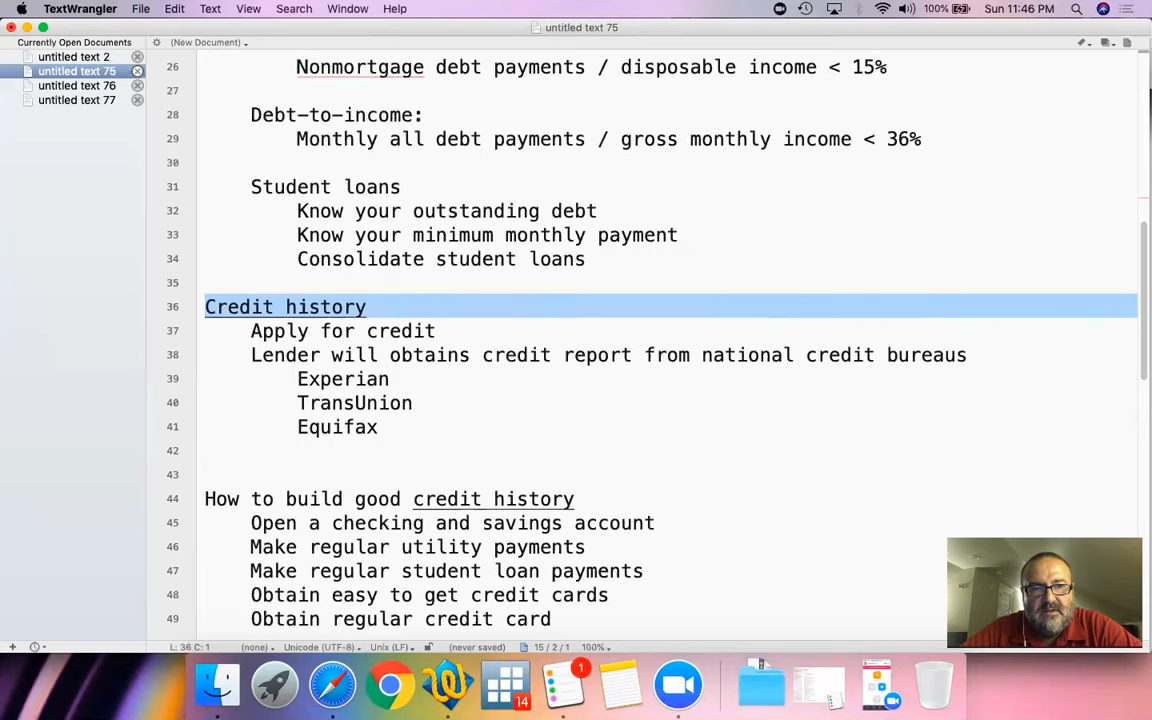 TextWrangler File Edit Text View Search Window Help 100% Sun 11:46 PM
untitled text 75
Currently Open Documents (New Document)
untitled text 2
untitled text 75
untitled text 76
untitled text 77
26 Nonmortgage debt payments / disposable income < 15%
27
28 Debt-to-income:
29 Monthly all debt payments / gross monthly income < 36%
30
31 Student loans
32 Know your outstanding debt
33 Know your minimum monthly payment
34 Consolidate student loans
35
36 Credit history
37 Apply for credit
38 Lender will obtains credit report from national credit bureaus
39 Experian
40 TransUnion
41 Equifax
42
43
44 How to build good credit history
45 Open a checking and savings account
46 Make regular utility payments
47 Make regular student loan payments
48 Obtain easy to get credit cards
49 Obtain regular credit card
L: 36 C: 1 (none) Unicode (UTF-8) Unix (LF) (never saved) 15 / 2 / 1 100%
14
1